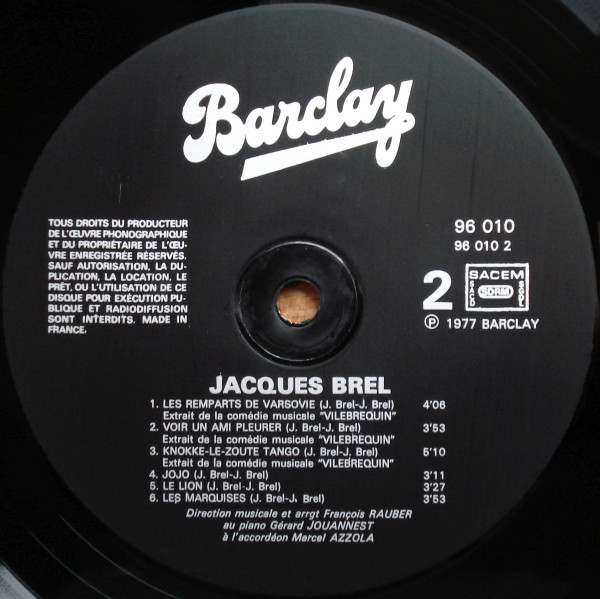 Barclay
TOUS DROITS DU PRODUCTEUR
DE L'ŒUVRE PHONOGRAPHIQUE
ET DU PROPRIÉTAIRE DE L'ŒU-
VRE ENREGISTRÉE RÉSERVÉS.
SAUF AUTORISATION, LA DU-
PLICATION, LA LOCATION, LE
PRÊT, OU L'UTILISATION DE CE
DISQUE POUR EXÉCUTION PU-
BLIQUE ET RADIODIFFUSION
SONT INTERDITS. MADE IN
FRANCE.
96 010
96 010 2
2
SACEM
SACD SDRM SGDL
℗ 1977 BARCLAY
JACQUES BREL
1. LES REMPARTS DE VARSOVIE (J. Brel-J. Brel) 4'06
Extrait de la comédie musicale "VILEBREQUIN"
2. VOIR UN AMI PLEURER (J. Brel-J. Brel) 3'53
Extrait de la comédie musicale "VILEBREQUIN"
3. KNOKKE-LE-ZOUTE TANGO (J. Brel-J. Brel) 5'10
Extrait de la comédie musicale "VILEBREQUIN"
4. JOJO (J. Brel-J. Brel) 3'11
5. LE LION (J. Brel-J. Brel) 3'27
6. LES MARQUISES (J. Brel-J. Brel) 3'53
Direction musicale et arrgt François RAUBER
au piano Gérard JOUANNEST
à l'accordéon Marcel AZZOLA